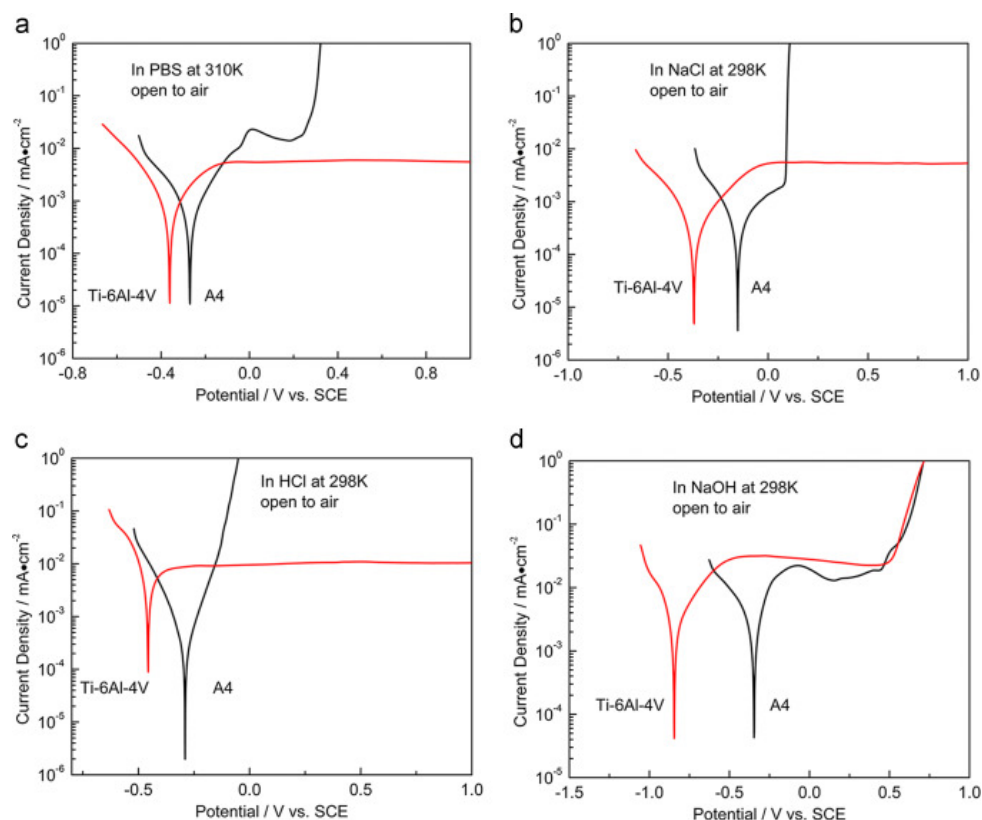 a
10⁰
10⁻¹
10⁻²
10⁻³
10⁻⁴
10⁻⁵
10⁻⁶
Current Density / mA•cm⁻²
In PBS at 310K
open to air
Ti-6Al-4V
A4
-0.8 -0.4 0.0 0.4 0.8
Potential / V vs. SCE
b
10⁰
10⁻¹
10⁻²
10⁻³
10⁻⁴
10⁻⁵
10⁻⁶
Current Density / mA•cm⁻²
In NaCl at 298K
open to air
Ti-6Al-4V
A4
-1.0 -0.5 0.0 0.5 1.0
Potential / V vs. SCE
c
10⁰
10⁻¹
10⁻²
10⁻³
10⁻⁴
10⁻⁵
10⁻⁶
Current Density / mA•cm⁻²
In HCl at 298K
open to air
Ti-6Al-4V
A4
-0.5 0.0 0.5 1.0
Potential / V vs. SCE
d
10⁰
10⁻¹
10⁻²
10⁻³
10⁻⁴
10⁻⁵
Current Density / mA•cm⁻²
In NaOH at 298K
open to air
Ti-6Al-4V
A4
-1.5 -1.0 -0.5 0.0 0.5 1.0
Potential / V vs. SCE